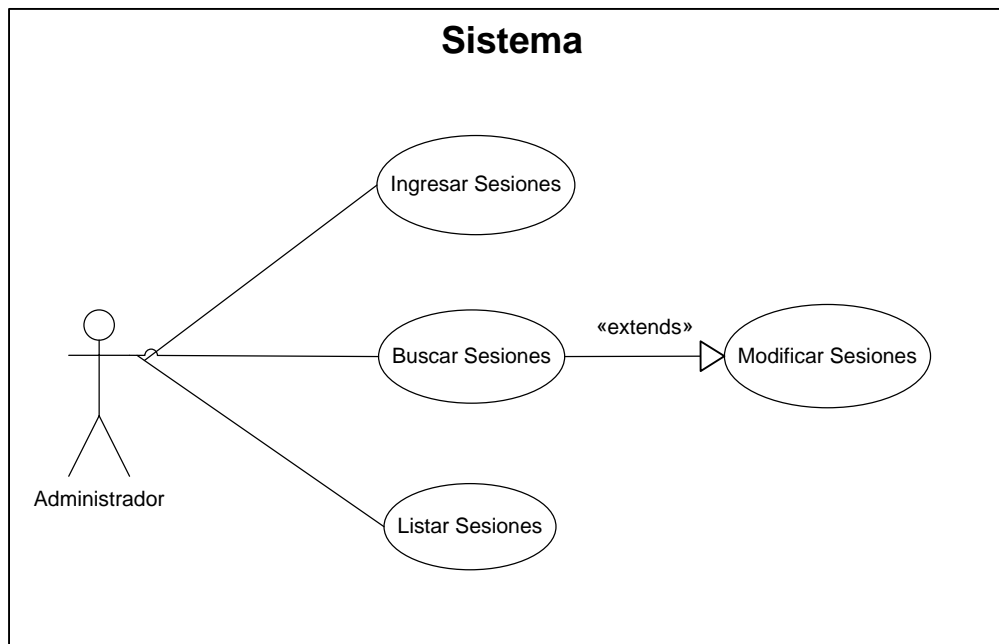 Sistema
Ingresar Sesiones
«extends»
Buscar Sesiones
Modificar Sesiones
Administrador
Listar Sesiones